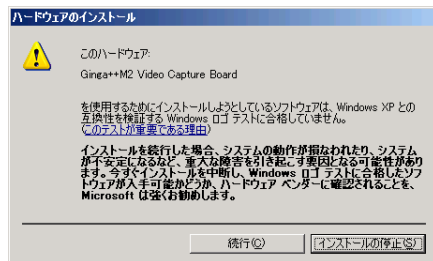 ハードウェアのインストール
このハードウェア:
Ginga++M2 Video Capture Board
を使用するためにインストールしようとしているソフトウェアは、Windows XP との
互換性を検証する Windows ロゴ テストに合格していません。
(このテストが重要である理由)
インストールを続行した場合、システムの動作が損なわれたり、システム
が不安定になるなど、重大な障害を引き起こす要因となる可能性があり
ます。今すぐインストールを中断し、Windows ロゴ テストに合格したソフ
トウェアが入手可能かどうか、ハードウェア ベンダーに確認されることを、
Microsoft は強くお勧めします。
続行(C)
インストールの停止(S)